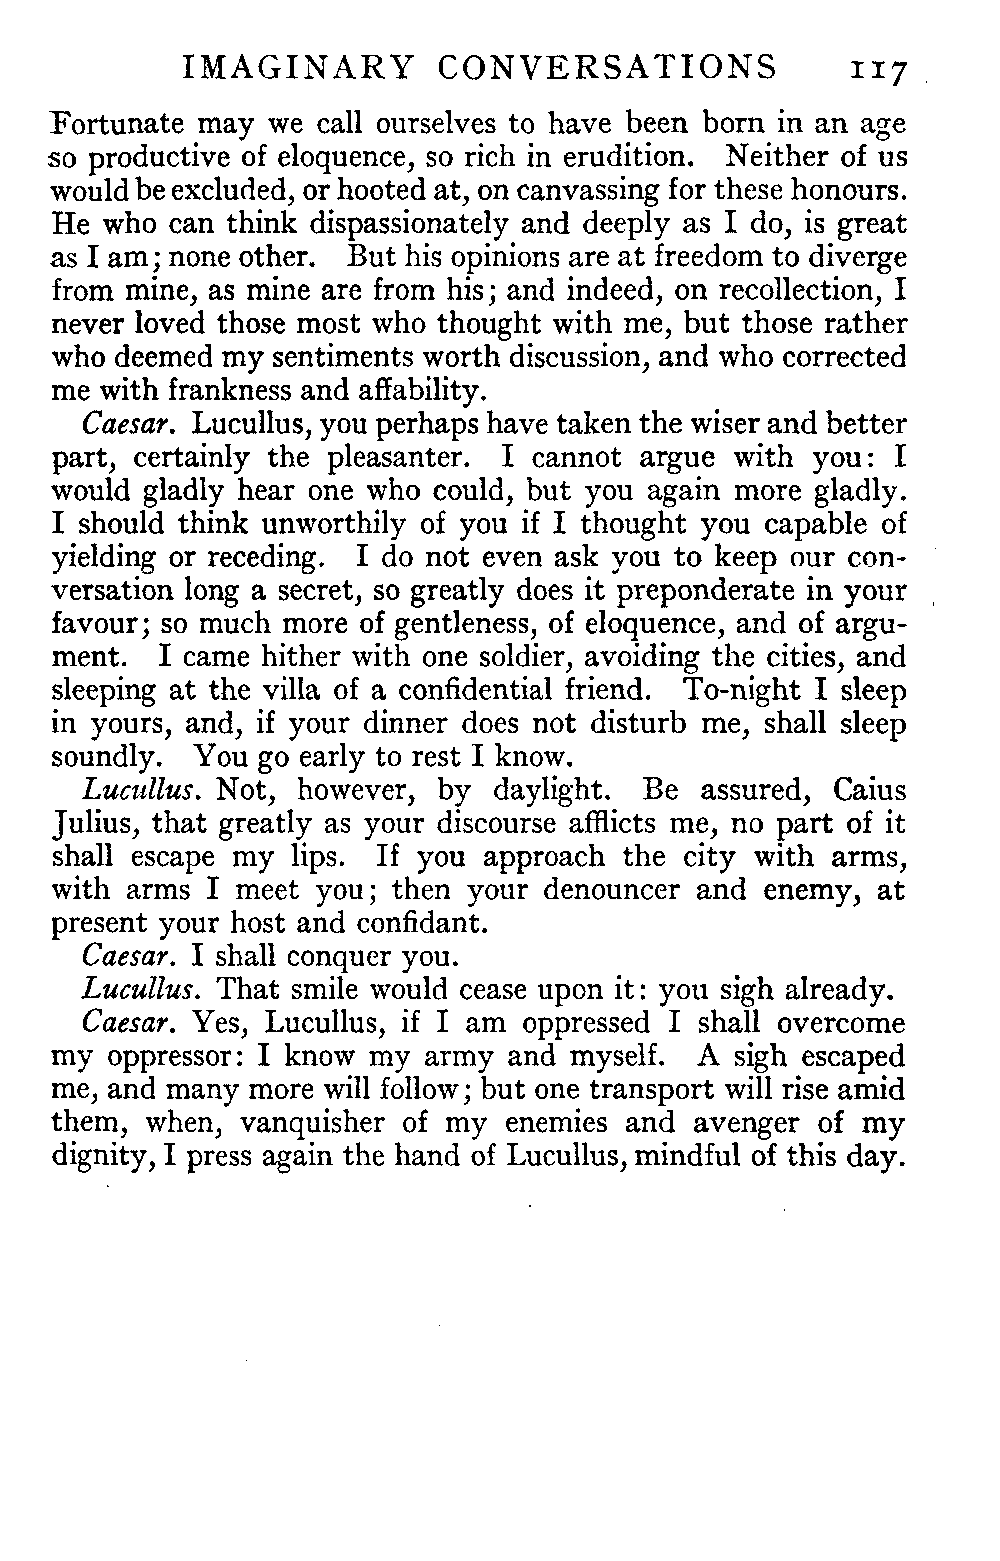 IMAGINARY CONVERSATIONS 117
Fortunate may we call ourselves to have been born in an age
so productive of eloquence, so rich in erudition. Neither of us
would be excluded, or hooted at, on canvassing for these honours.
He who can think dispassionately and deeply as I do, is great
as I am; none other. But his opinions are at freedom to diverge
from mine, as mine are from his; and indeed, on recollection, I
never loved those most who thought with me, but those rather
who deemed my sentiments worth discussion, and who corrected
me with frankness and affability.
Caesar. Lucullus, you perhaps have taken the wiser and better
part, certainly the pleasanter. I cannot argue with you: I
would gladly hear one who could, but you again more gladly.
I should think unworthily of you if I thought you capable of
yielding or receding. I do not even ask you to keep our con-
versation long a secret, so greatly does it preponderate in your
favour; so much more of gentleness, of eloquence, and of argu-
ment. I came hither with one soldier, avoiding the cities, and
sleeping at the villa of a confidential friend. To-night I sleep
in yours, and, if your dinner does not disturb me, shall sleep
soundly. You go early to rest I know.
Lucullus. Not, however, by daylight. Be assured, Caius
Julius, that greatly as your discourse afflicts me, no part of it
shall escape my lips. If you approach the city with arms,
with arms I meet you; then your denouncer and enemy, at
present your host and confidant.
Caesar. I shall conquer you.
Lucullus. That smile would cease upon it: you sigh already.
Caesar. Yes, Lucullus, if I am oppressed I shall overcome
my oppressor: I know my army and myself. A sigh escaped
me, and many more will follow; but one transport will rise amid
them, when, vanquisher of my enemies and avenger of my
dignity, I press again the hand of Lucullus, mindful of this day.